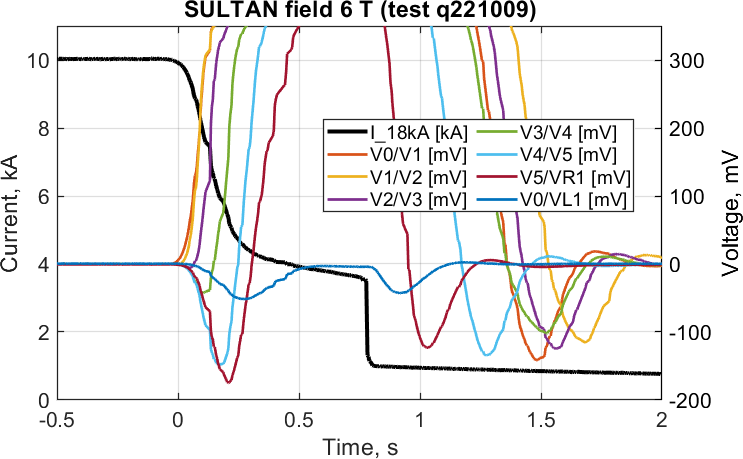 SULTAN field 6 T (test q221009)
10
8
6
4
2
0
Current, kA
300
200
100
0
-100
-200
Voltage, mV
I_18kA [kA]
V0/V1 [mV]
V1/V2 [mV]
V2/V3 [mV]
V3/V4 [mV]
V4/V5 [mV]
V5/VR1 [mV]
V0/VL1 [mV]
-0.5 0 0.5 1 1.5 2
Time, s